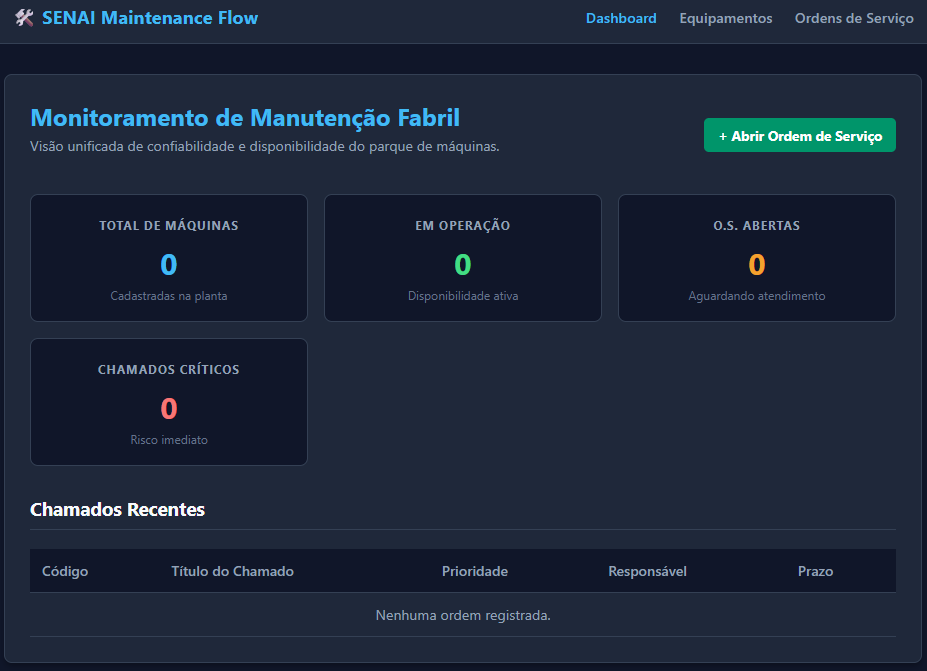 🛠 SENAI Maintenance Flow
Dashboard Equipamentos Ordens de Serviço
Monitoramento de Manutenção Fabril
Visão unificada de confiabilidade e disponibilidade do parque de máquinas.
+ Abrir Ordem de Serviço
TOTAL DE MÁQUINAS
0
Cadastradas na planta
EM OPERAÇÃO
0
Disponibilidade ativa
O.S. ABERTAS
0
Aguardando atendimento
CHAMADOS CRÍTICOS
0
Risco imediato
Chamados Recentes
Código Título do Chamado Prioridade Responsável Prazo
Nenhuma ordem registrada.